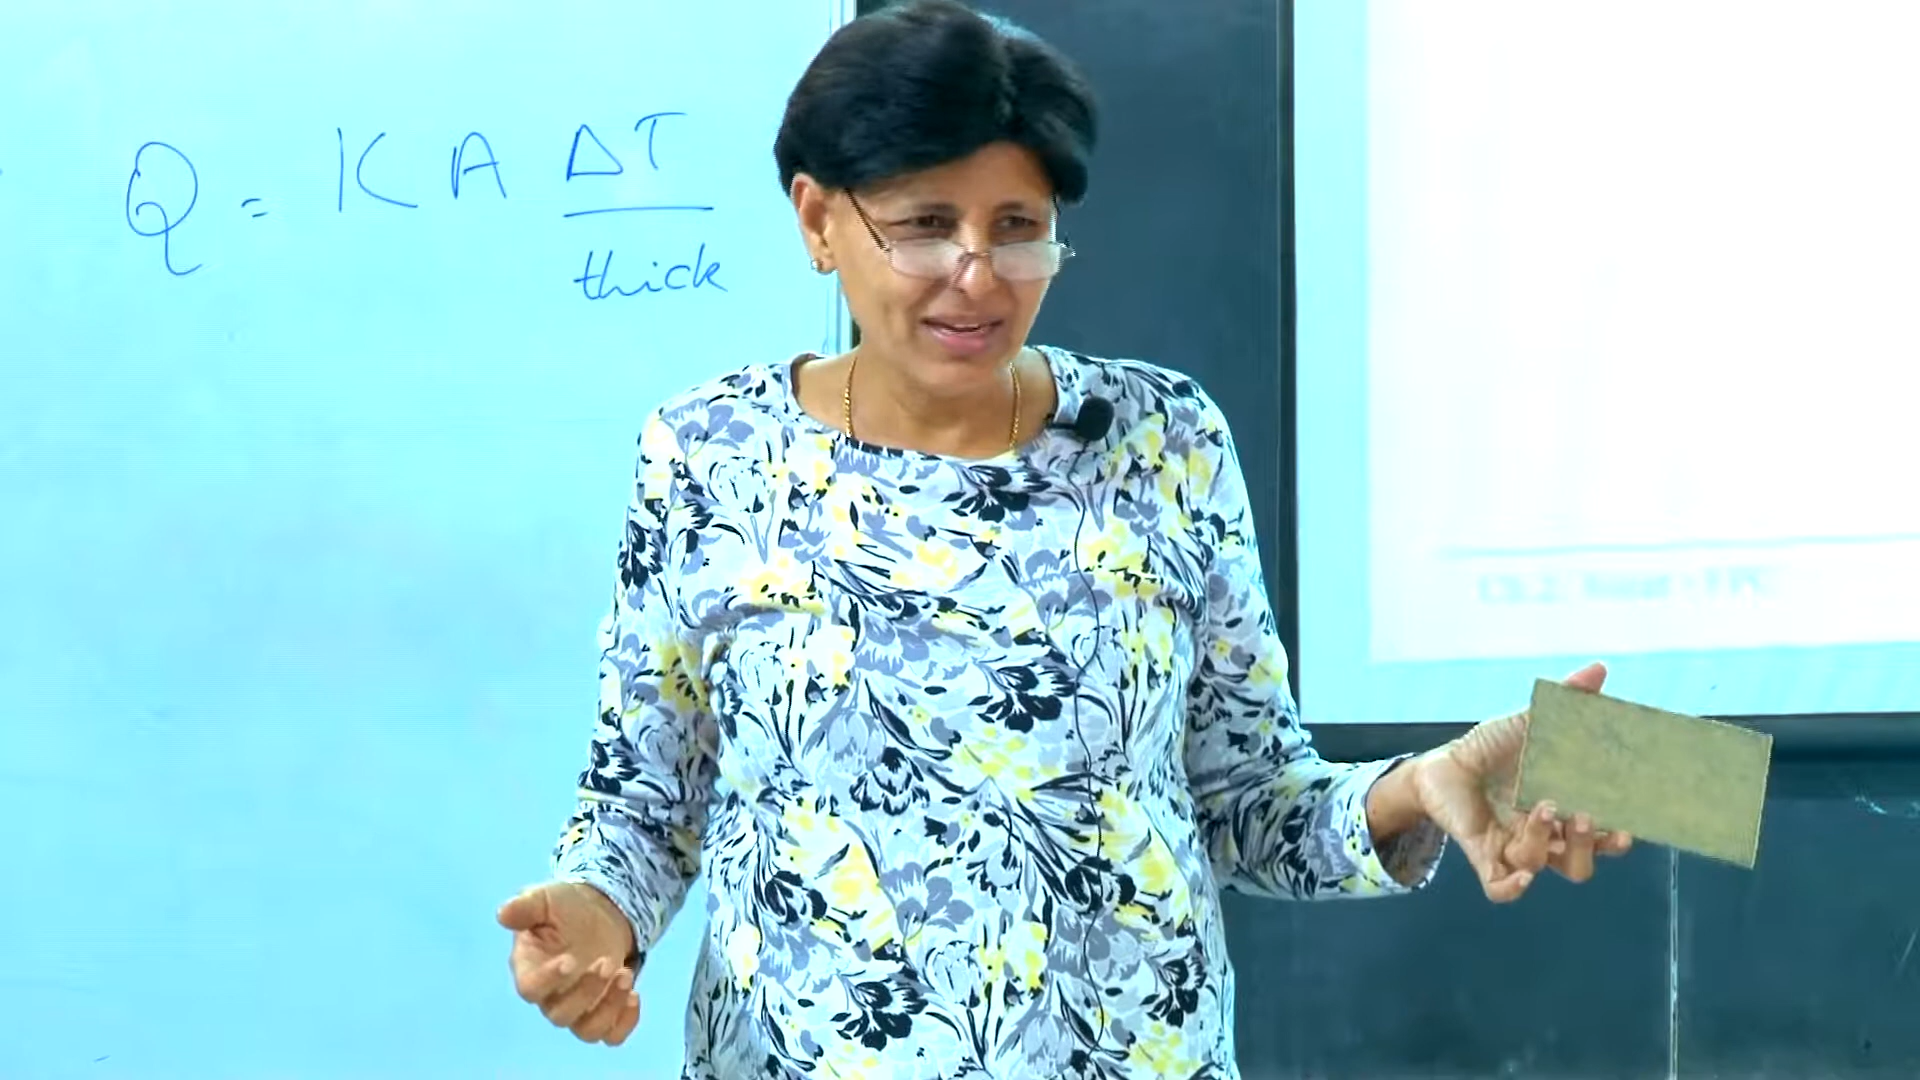 Q = K A ΔT
thick